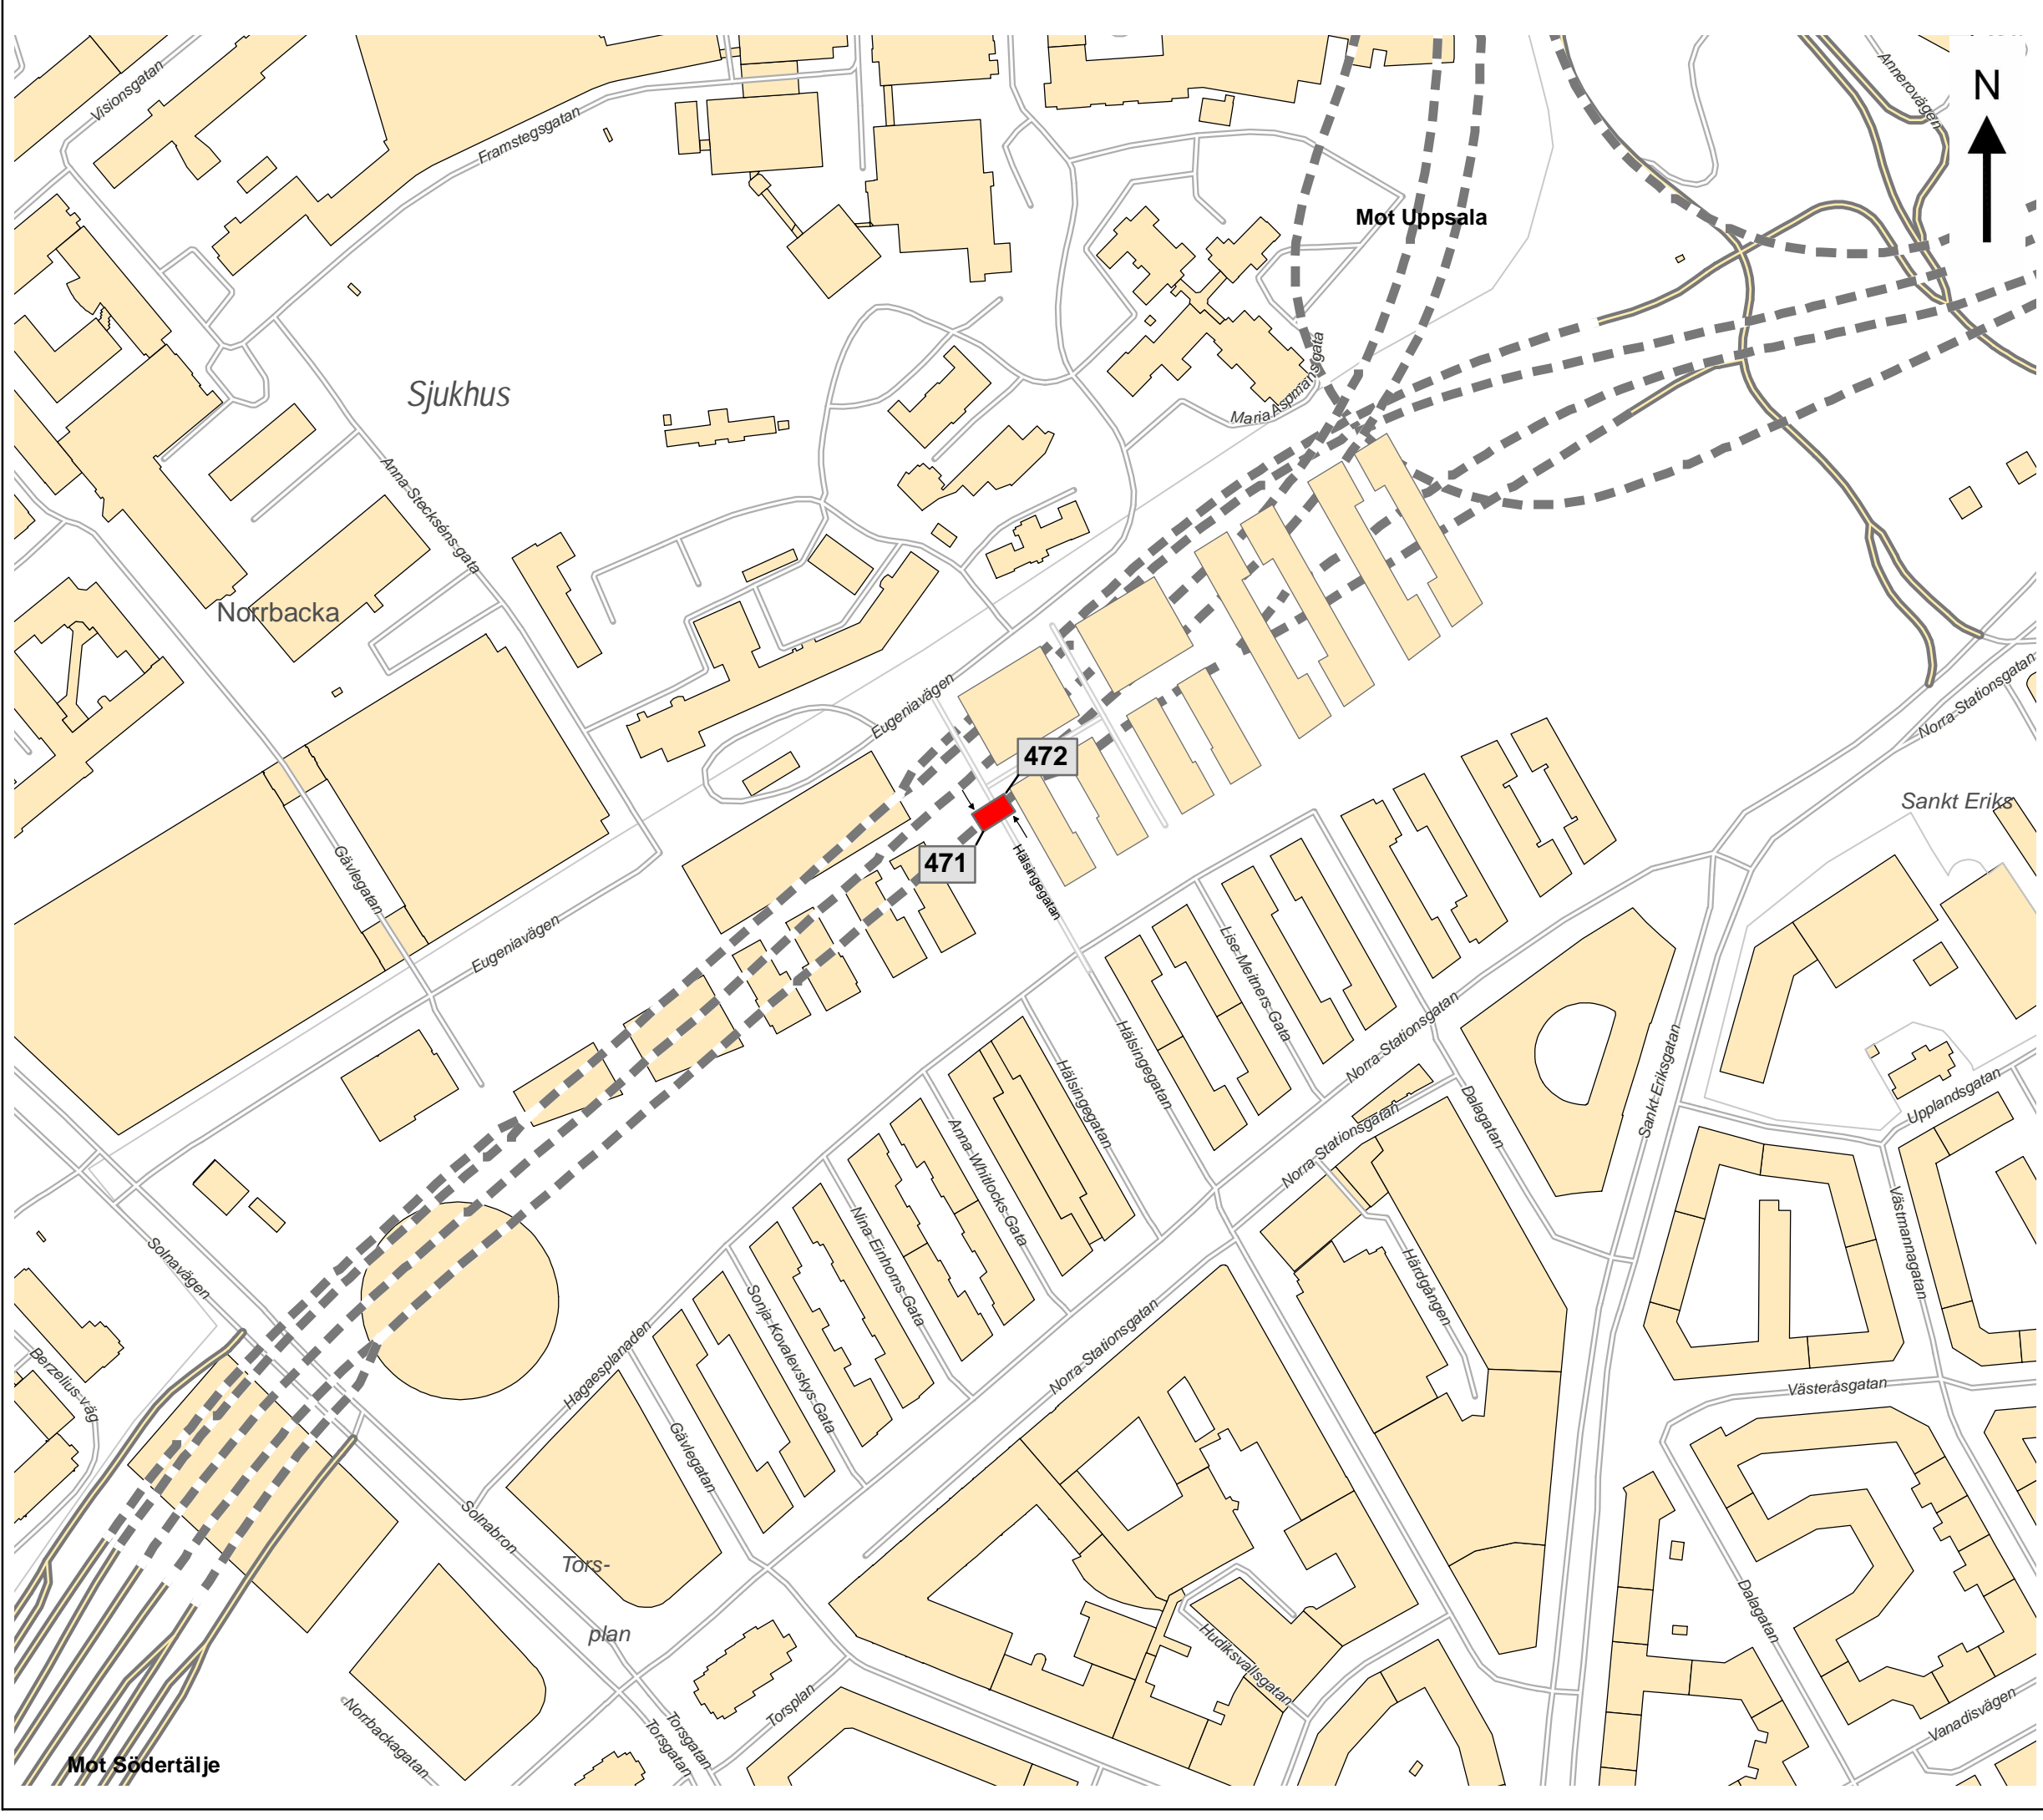 Visionsgatan
Framstegsgatan
Annerovägen
N
Mot Uppsala
Sjukhus
Maria Aspmans gata
Anna Stecksèns gata
Norrbacka
Eugeniavägen
Norra Stationsgatan
472
Sankt Eriks
471
Hälsingegatan
Gävlegatan
Eugeniavägen
Lise Meitners Gata
Norra Stationsgatan
Hälsingegatan
Hälsingegatan
Dalagatan
Sankt Eriksgatan
Upplandsgatan
Norra Stationsgatan
Anna Whitlocks Gata
Västmannagatan
Nina Einhorns Gata
Solnavägen
Härdgången
Sonja Kovalevskys Gata
Hagaesplanaden
Norra Stationsgatan
Berzelius väg
Västeråsgatan
Gävlegatan
Solnabron
Tors-
plan
Dalagatan
Hudiksvallsgatan
Torsplan
Torsgatan
Torsgatan
Norrbackagatan
Vanadisvägen
Mot Södertälje